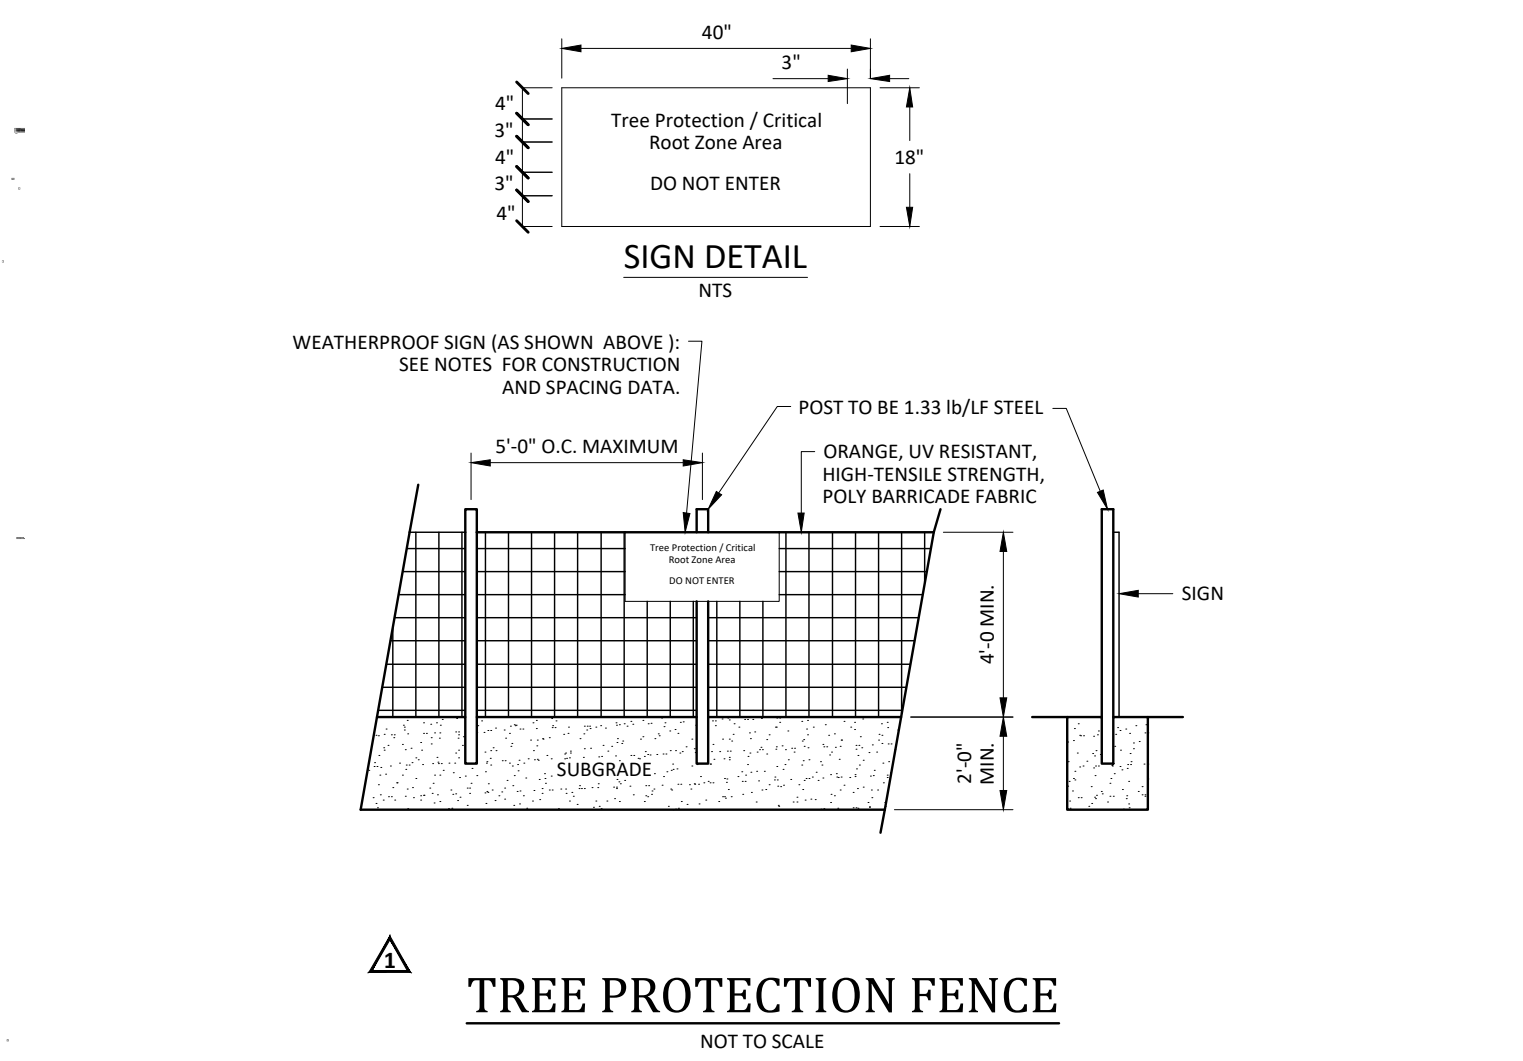 40"
3"
4"
3"
4"
3"
4"
18"
Tree Protection / Critical
Root Zone Area
DO NOT ENTER
SIGN DETAIL
NTS
WEATHERPROOF SIGN (AS SHOWN ABOVE ):
SEE NOTES FOR CONSTRUCTION
AND SPACING DATA.
POST TO BE 1.33 lb/LF STEEL
5'-0" O.C. MAXIMUM
ORANGE, UV RESISTANT,
HIGH-TENSILE STRENGTH,
POLY BARRICADE FABRIC
Tree Protection / Critical
Root Zone Area
DO NOT ENTER
SIGN
4'-0 MIN.
2'-0"
MIN.
SUBGRADE
1
TREE PROTECTION FENCE
NOT TO SCALE